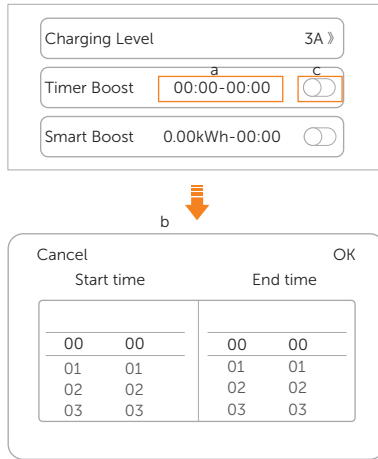 Charging Level 3A 》
a c
Timer Boost 00:00-00:00
Smart Boost 0.00kWh-00:00
b
Cancel OK
Start time End time
00 00 00 00
01 01 01 01
02 02 02 02
03 03 03 03